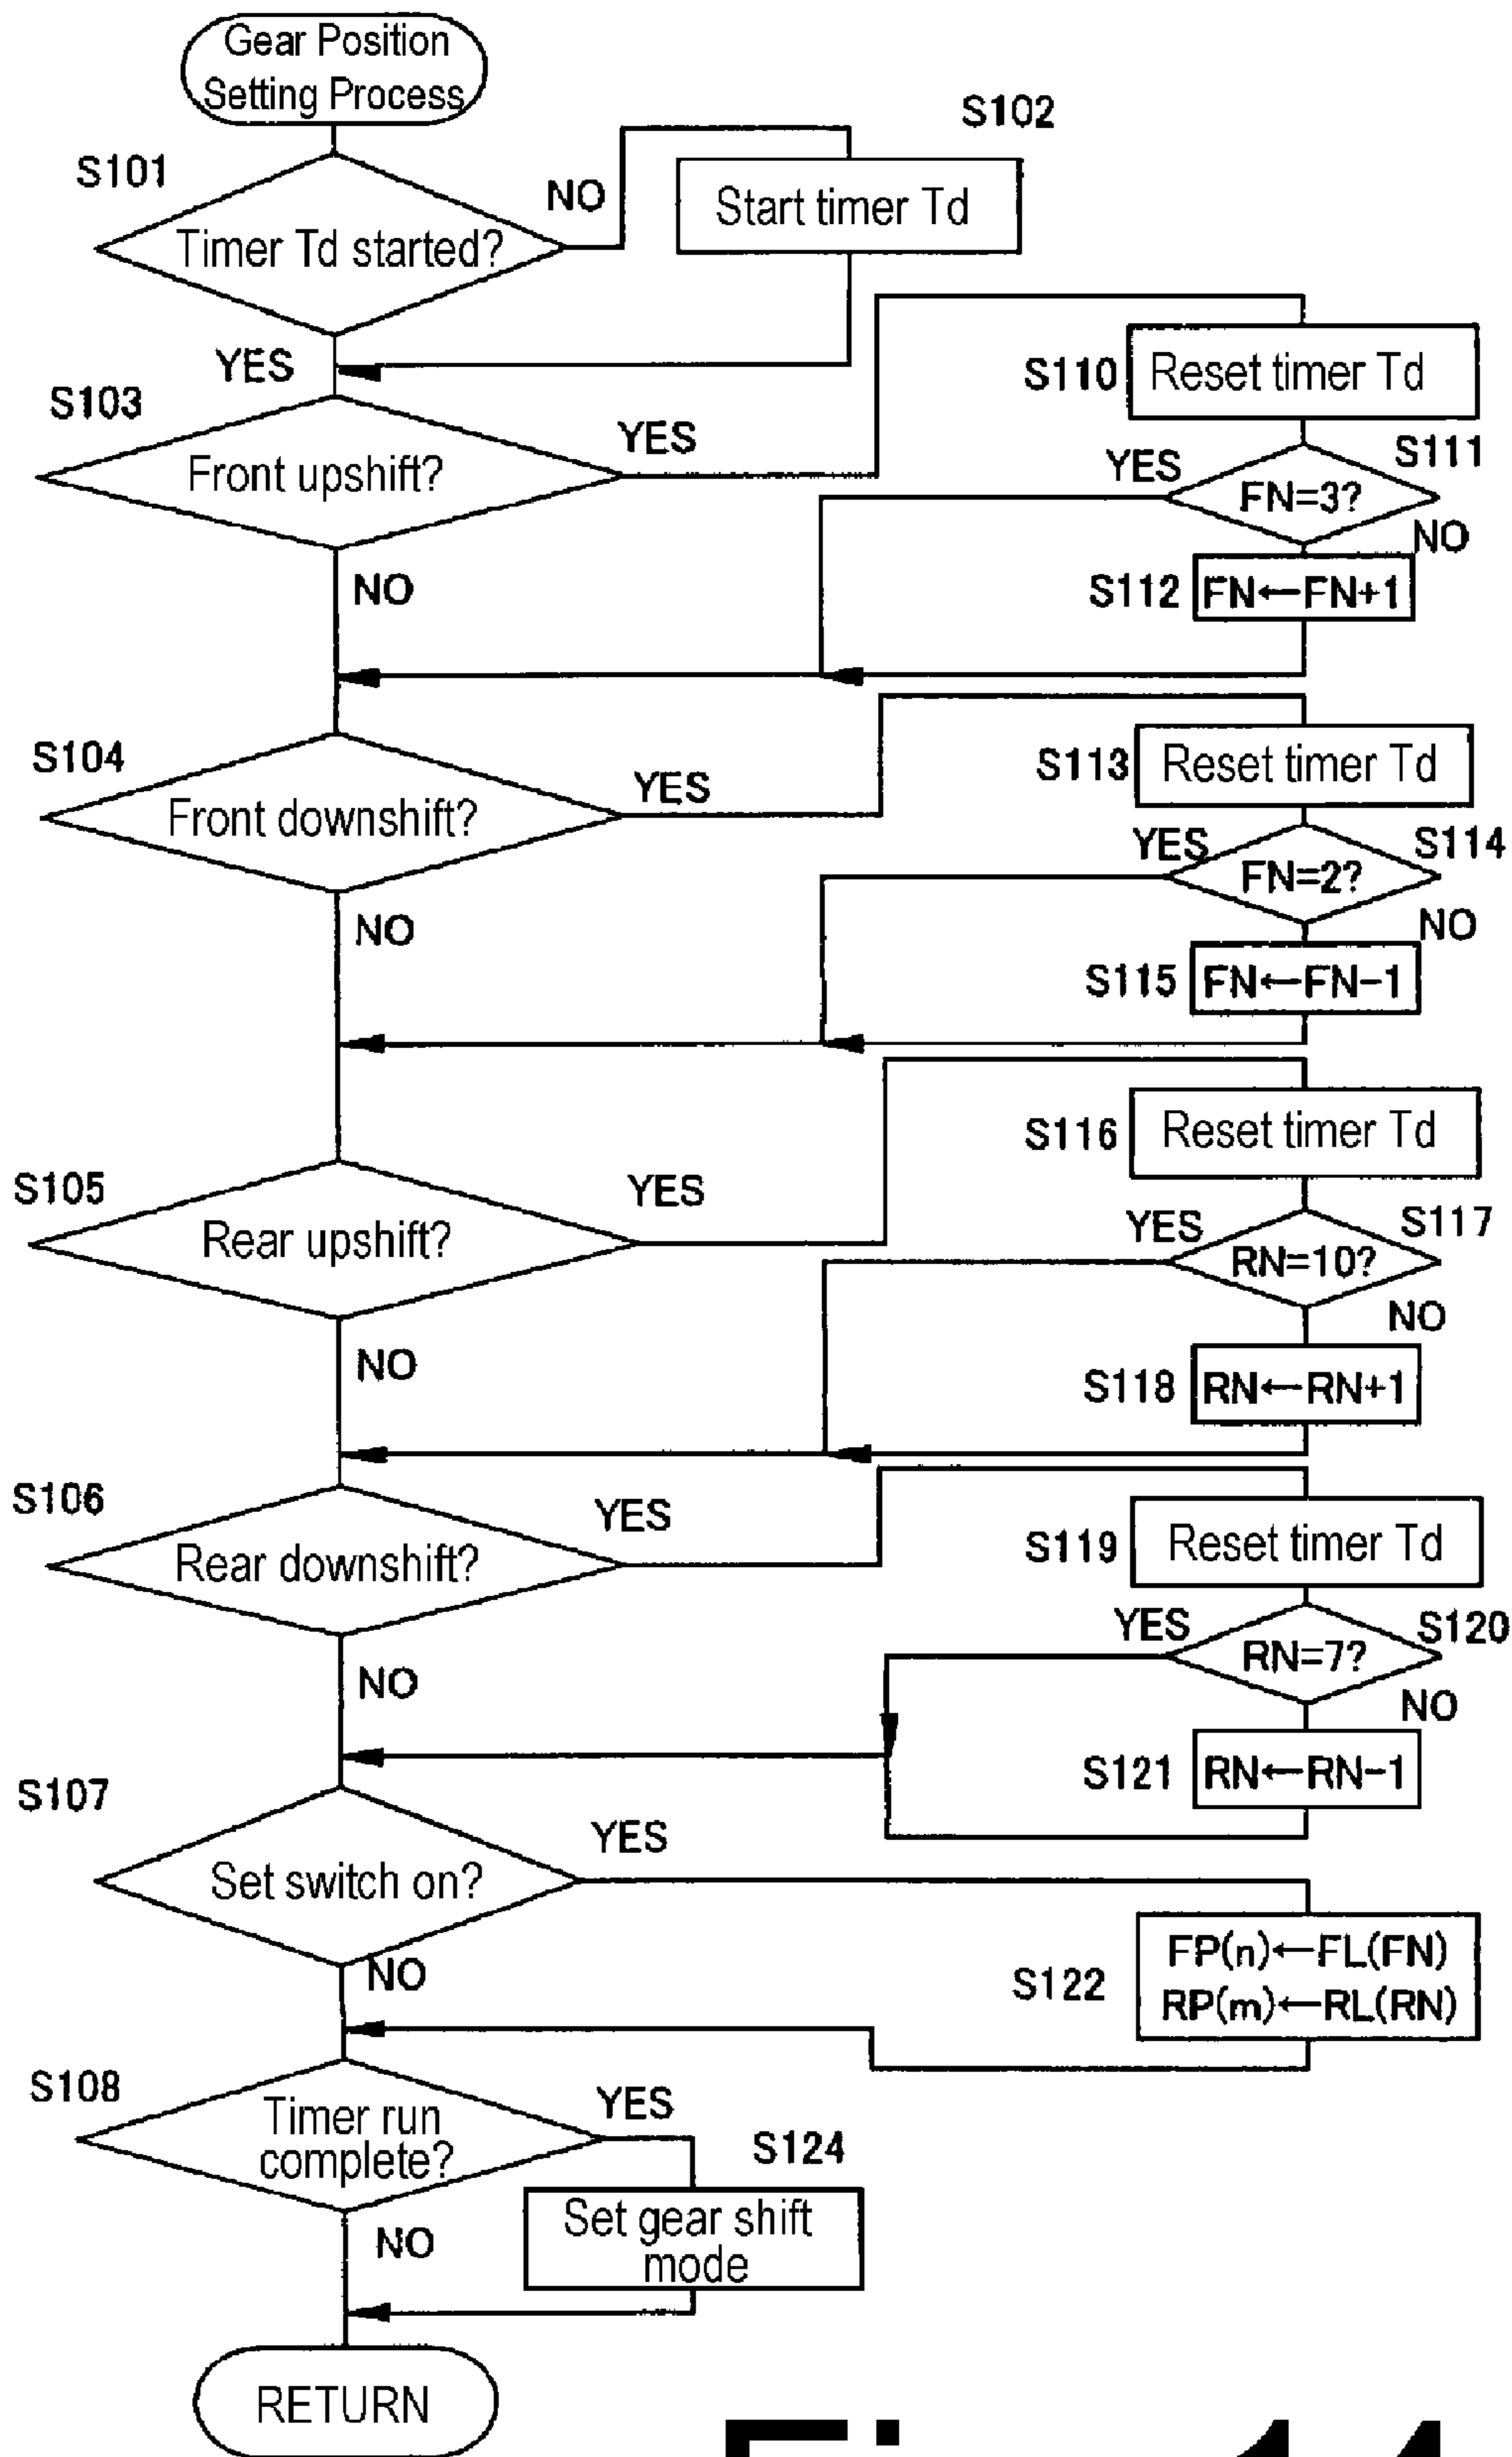 Gear Position
Setting Process
S101
Timer Td started?
NO
S102
Start timer Td
YES
S103
Front upshift?
YES
NO
S110
Reset timer Td
YES
FN=3?
S111
NO
S112
FN←FN+1
S104
Front downshift?
YES
NO
S113
Reset timer Td
YES
FN=2?
S114
NO
S115
FN←FN-1
S105
Rear upshift?
YES
NO
S116
Reset timer Td
YES
RN=10?
S117
NO
S118
RN←RN+1
S106
Rear downshift?
YES
NO
S119
Reset timer Td
YES
RN=7?
S120
NO
S121
RN←RN-1
S107
Set switch on?
YES
NO
S122
FP(n)←FL(FN)
RP(m)←RL(RN)
S108
Timer run
complete?
YES
NO
S124
Set gear shift
mode
RETURN